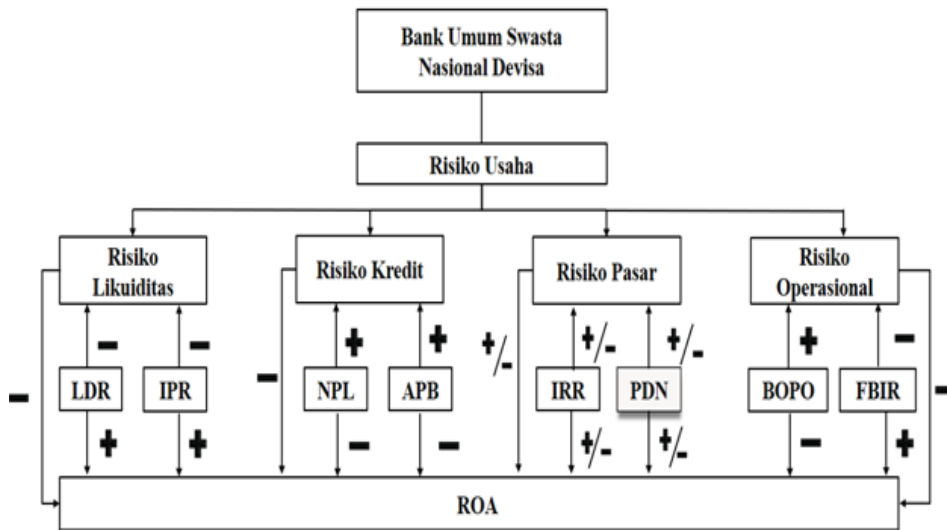 Bank Umum Swasta
Nasional Devisa
Risiko Usaha
Risiko
Likuiditas
Risiko Kredit
Risiko Pasar
Risiko
Operasional
- - + + +/- +/- + -
- - +/- -
LDR IPR NPL APB IRR PDN BOPO FBIR
+ + - - +/- +/- - +
ROA